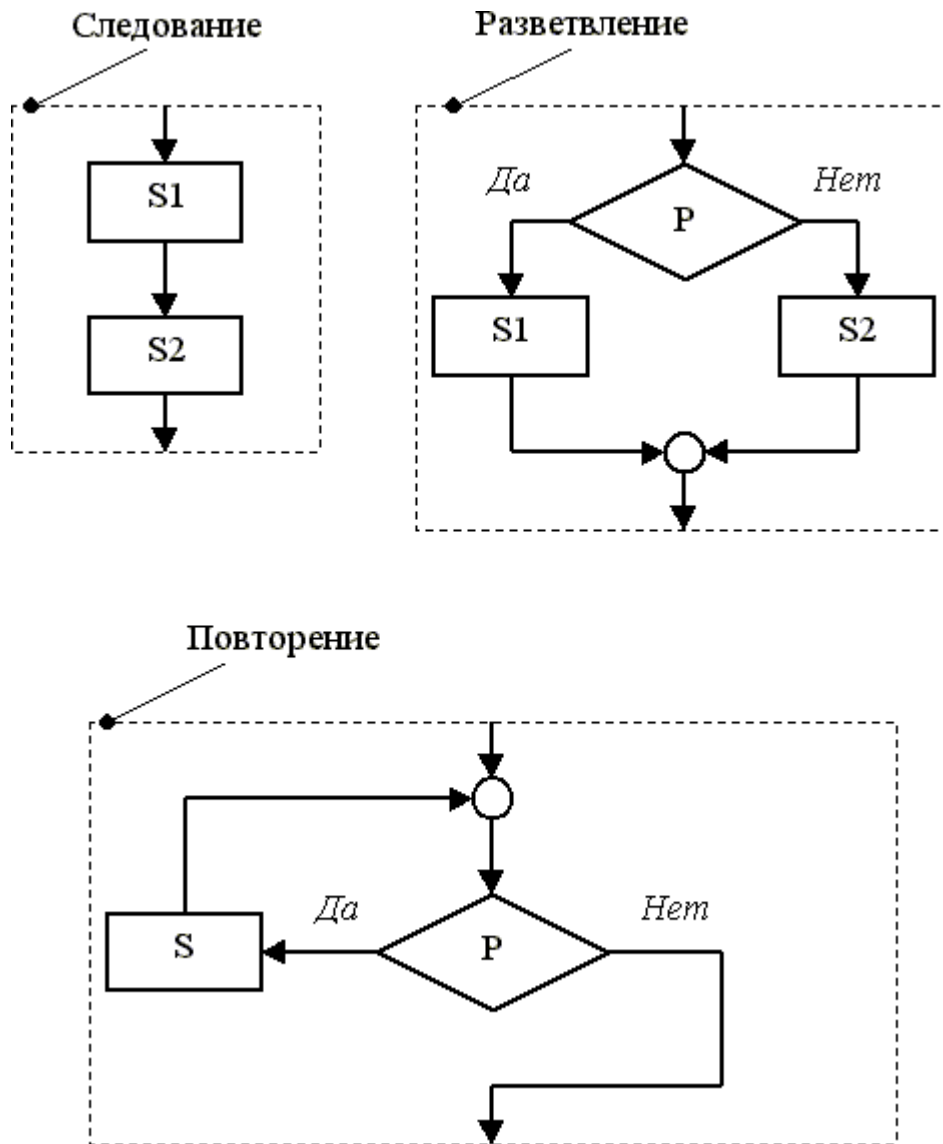 Следование
Разветвление
S1
S2
Да
Нет
P
S1
S2
Повторение
Да
Нет
S
P